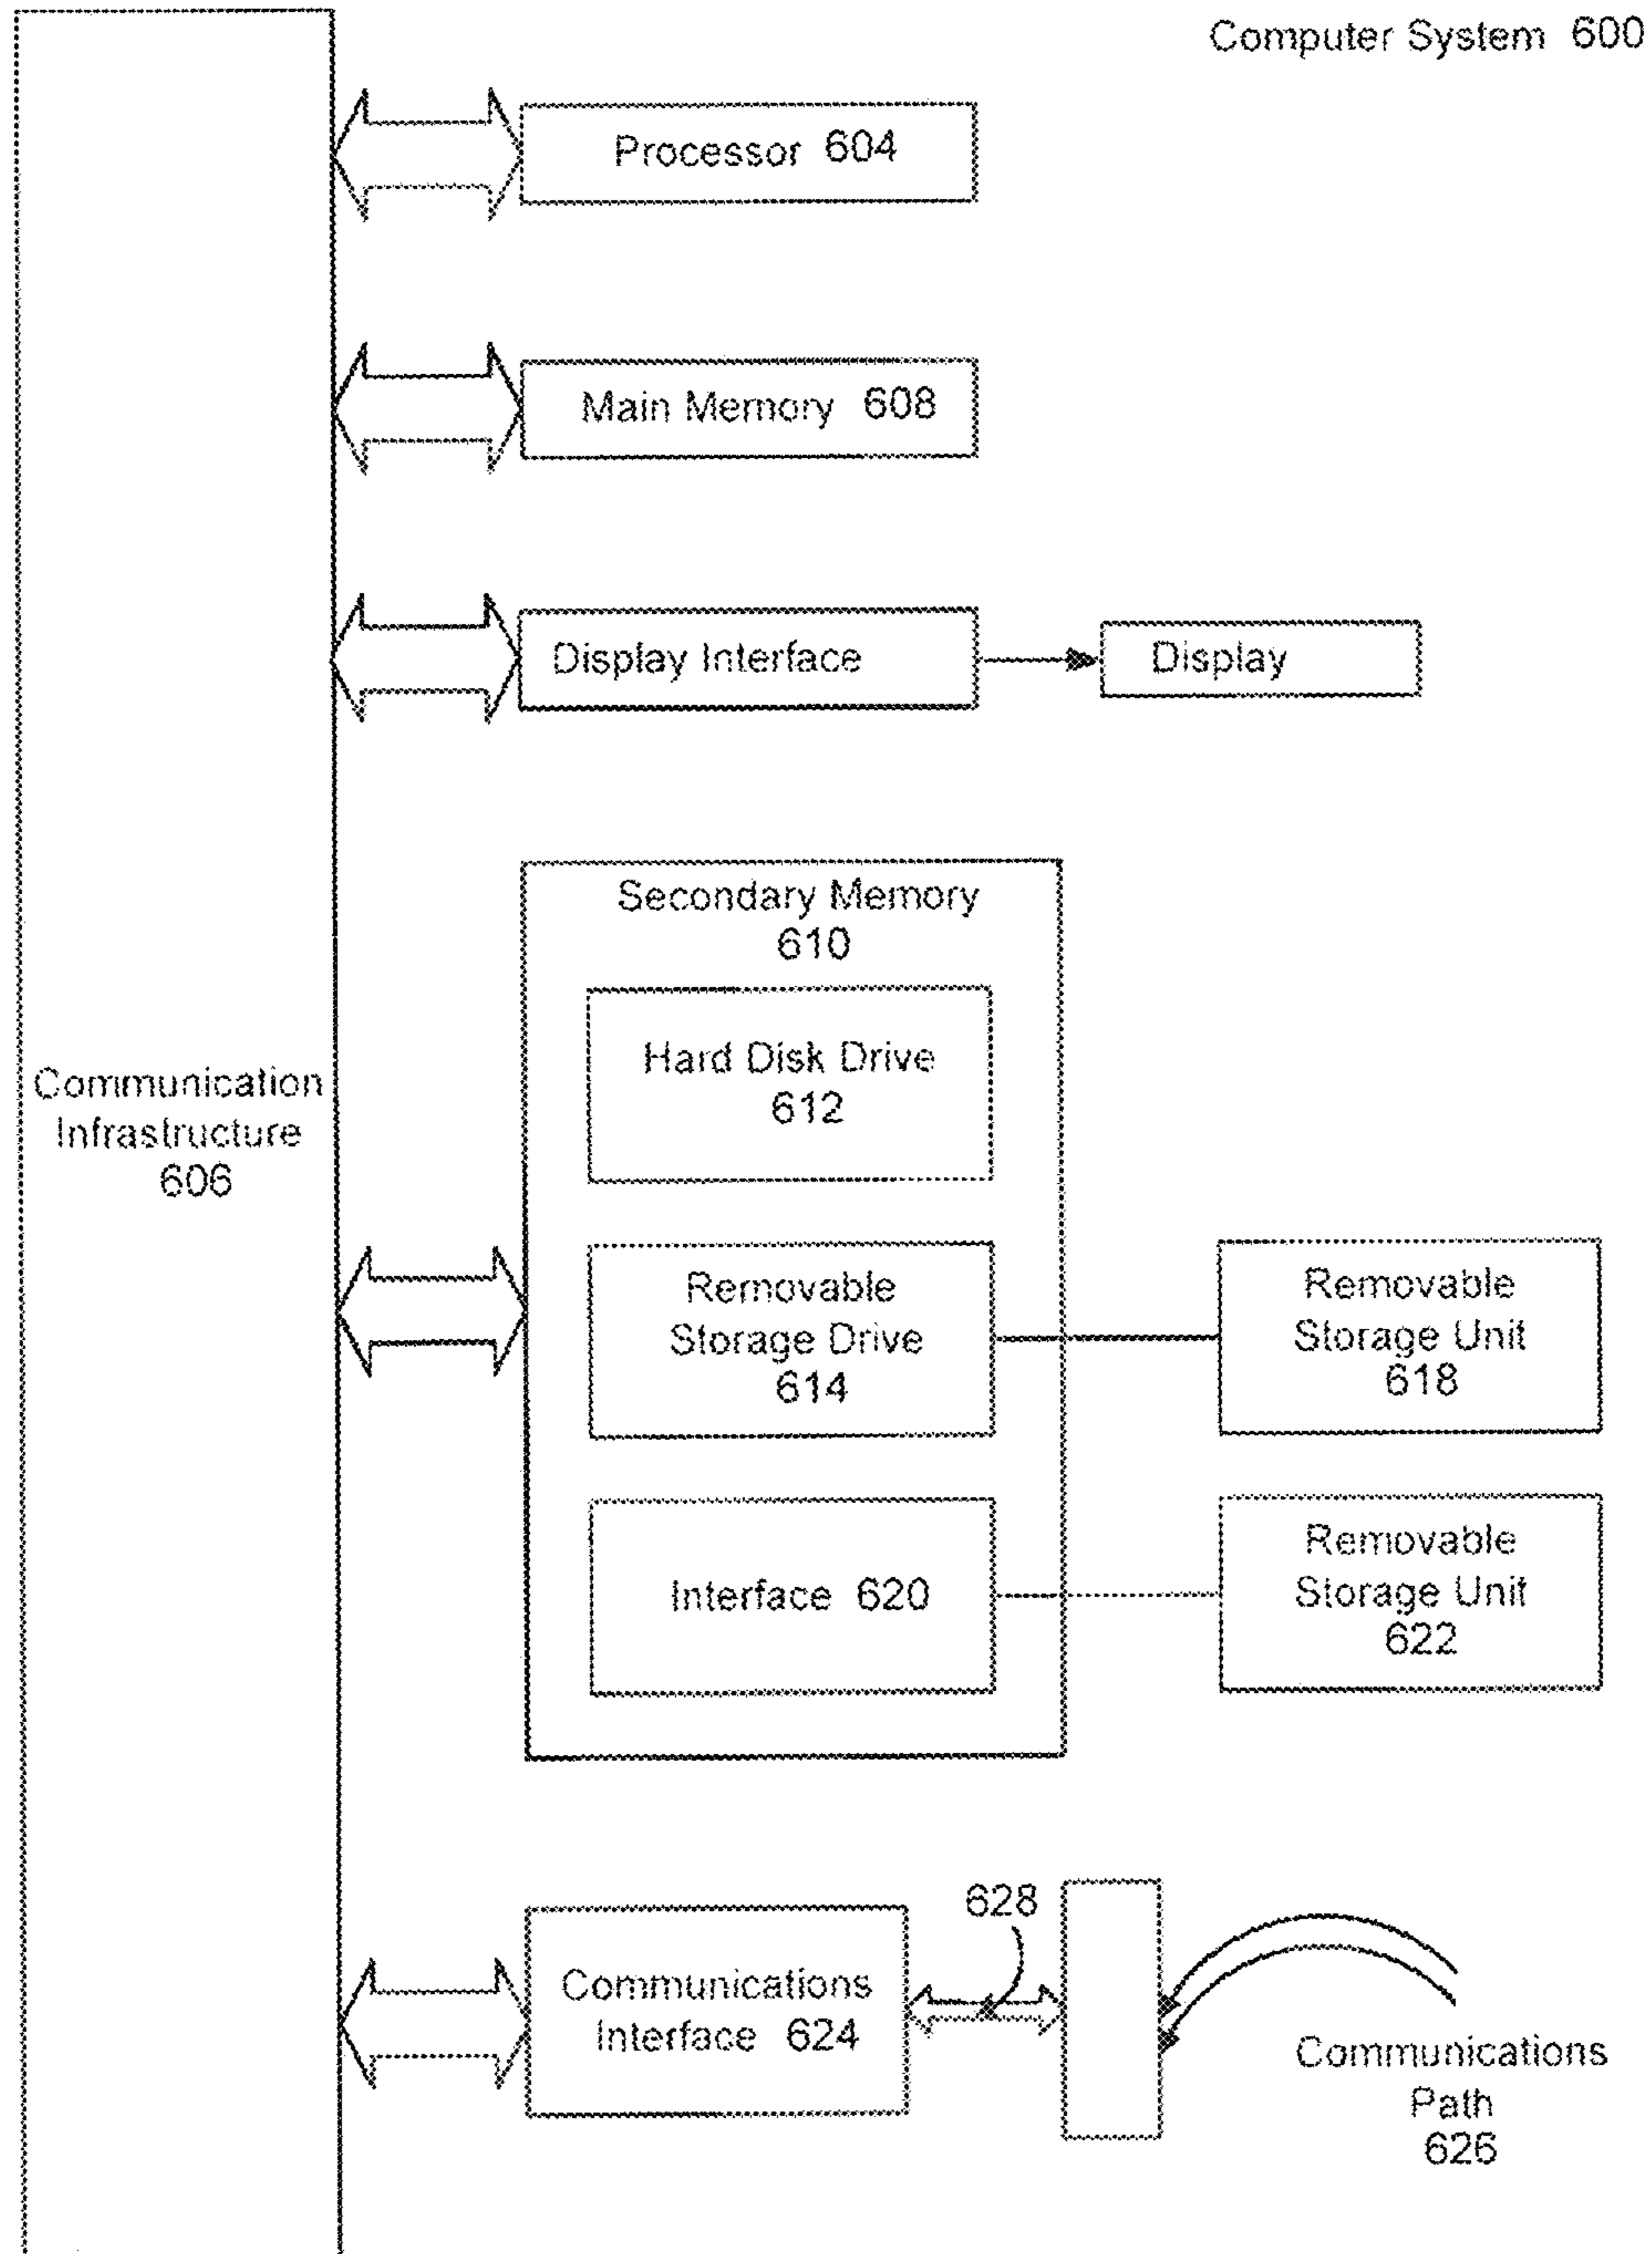 Computer System 600
Processor 604
Main Memory 608
Display Interface
Display
Secondary Memory
610
Hard Disk Drive
612
Communication
Infrastructure
606
Removable
Storage Drive
614
Removable
Storage Unit
618
Interface 620
Removable
Storage Unit
622
628
Communications
Interface 624
Communications
Path
626